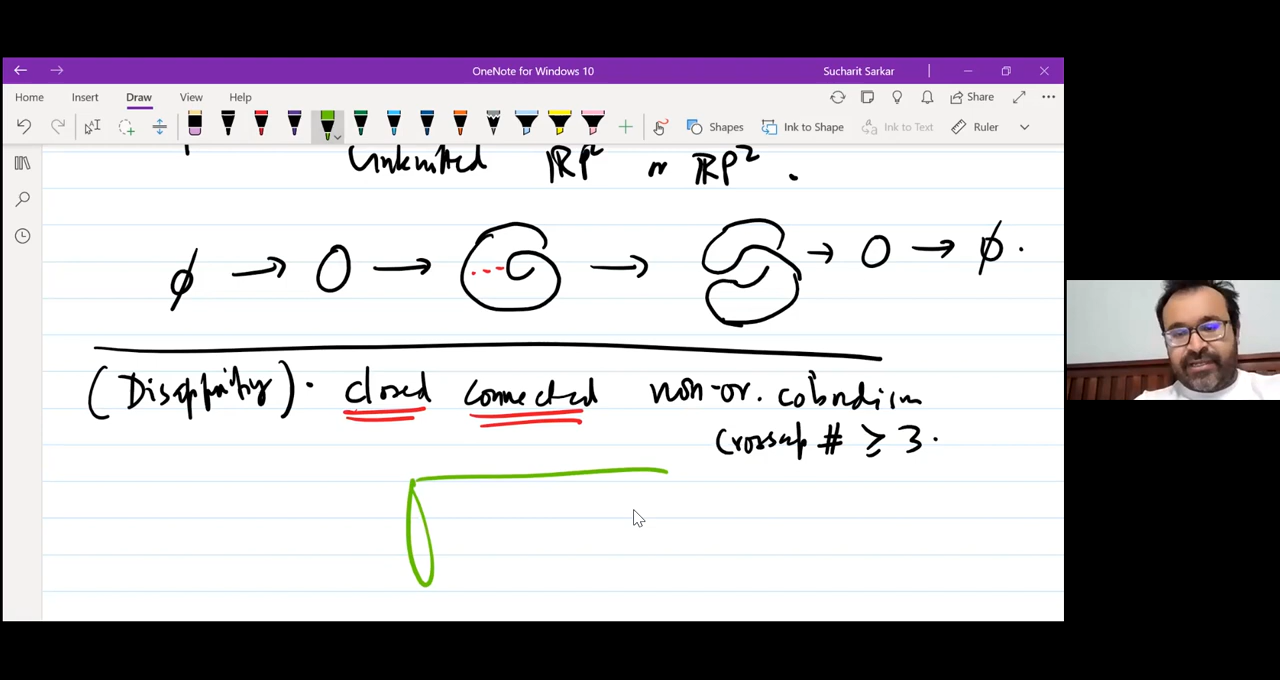 OneNote for Windows 10 Sucharit Sarkar
Home Insert Draw View Help Share
Shapes Ink to Shape Ink to Text Ruler
Unknotted RP² n RP².
∅ → O → → → O → ∅.
(Disappointing). closed connected non-or. cobordism
Crosscap # ≥ 3.